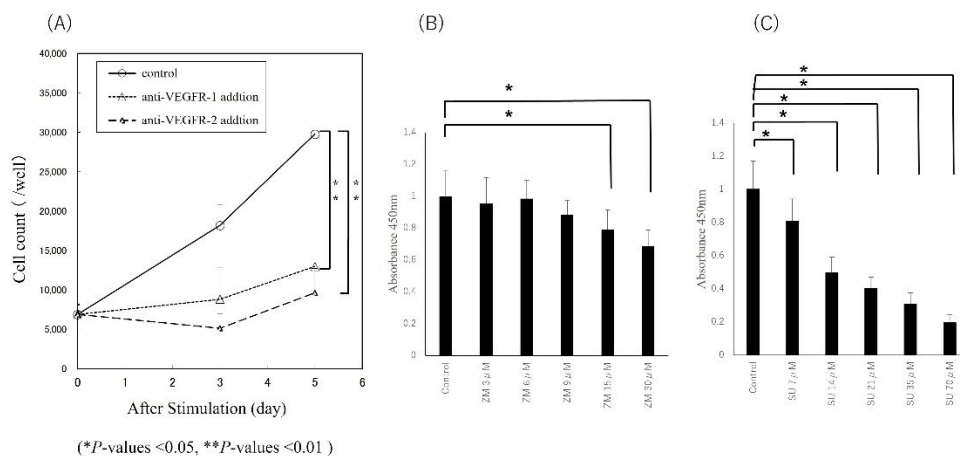 (A)
40,000
35,000
30,000
25,000
20,000
15,000
10,000
5,000
0
Cell count ( /well)
control
anti-VEGFR-1 addtion
anti-VEGFR-2 addtion
* *
* *
0 1 2 3 4 5 6
After Stimulation (day)
(*P-values <0.05, **P-values <0.01 )
(B)
*
*
1.4
1.2
1
0.8
0.6
0.4
0.2
0
Absorbance 450nm
Control
ZM 3μM
ZM 6μM
ZM 9μM
ZM 15μM
ZM 30μM
(C)
*
*
*
*
*
1.4
1.2
1
0.8
0.6
0.4
0.2
0
Absorbance 450nm
Control
SU 7μM
SU 14μM
SU 21μM
SU 35μM
SU 70μM